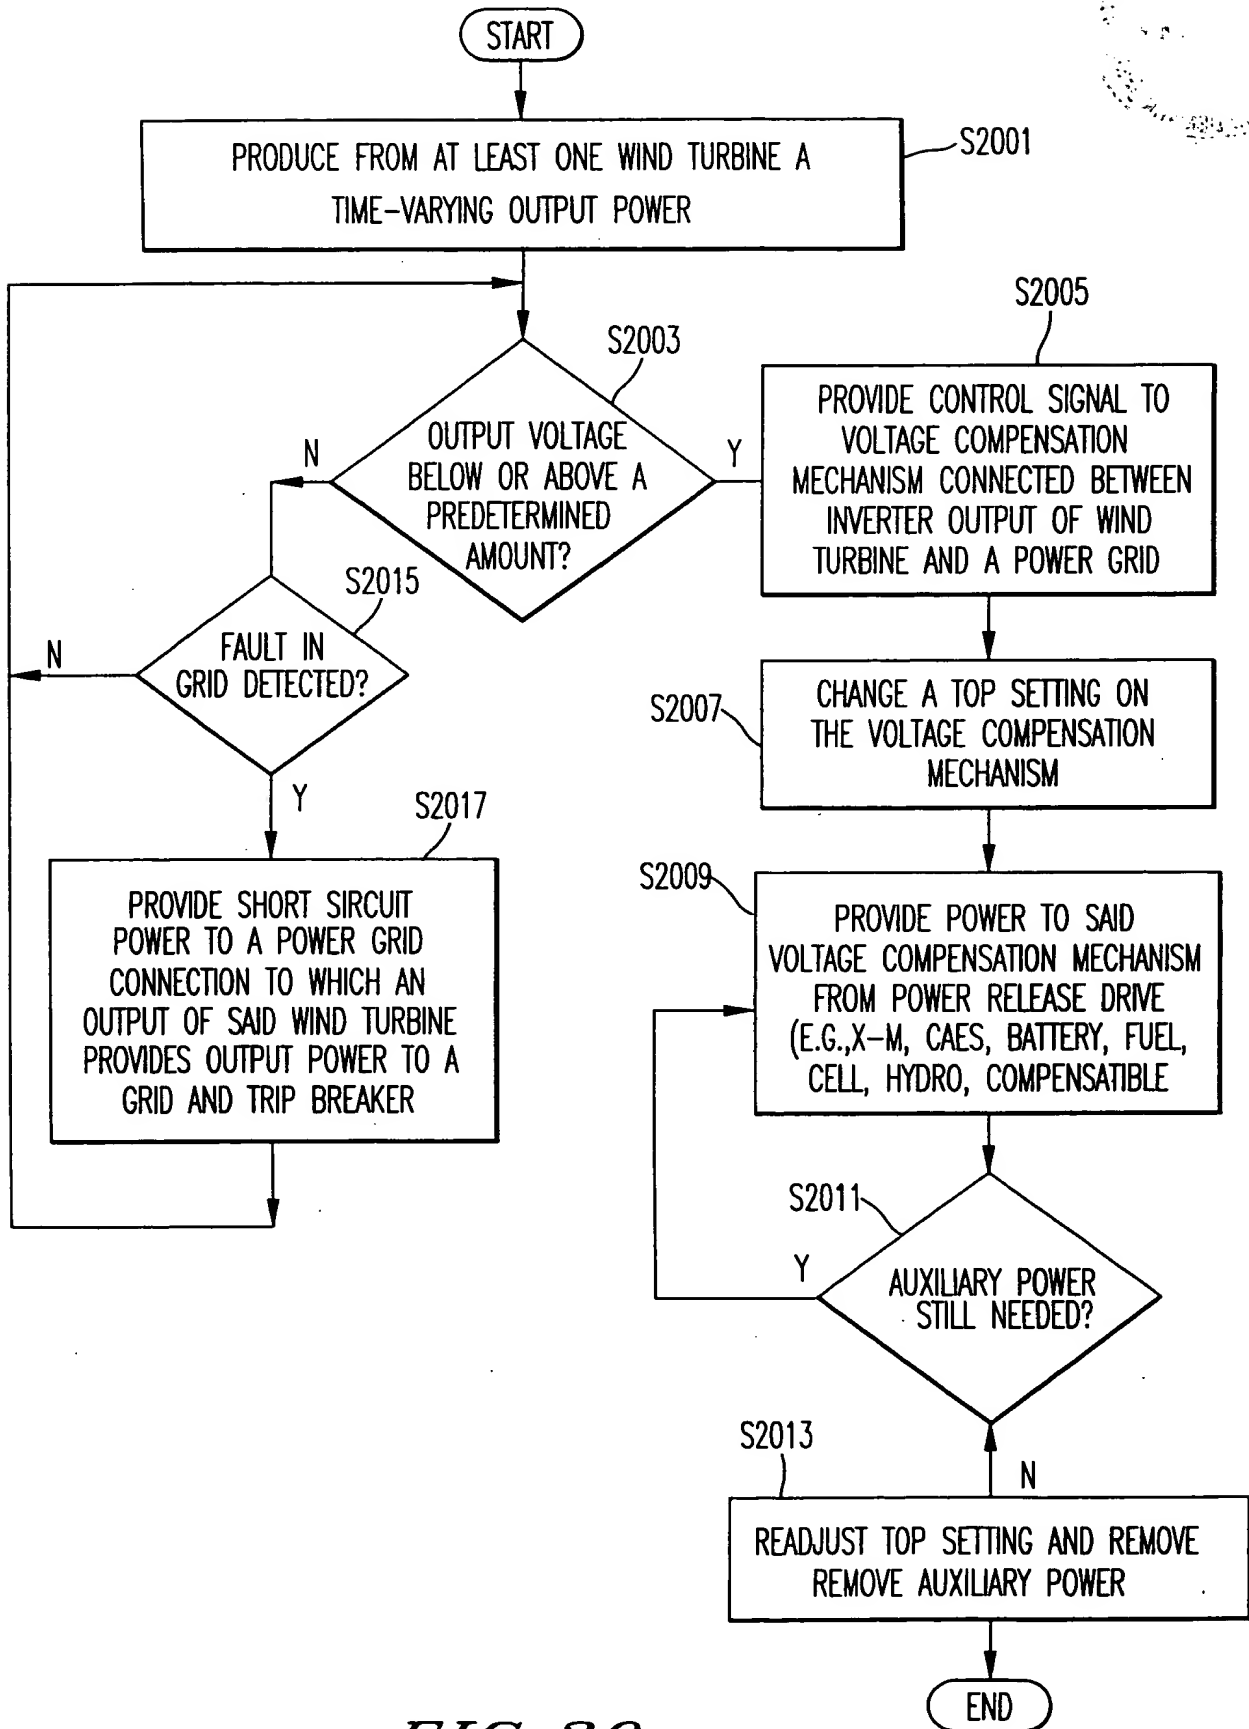 START
PRODUCE FROM AT LEAST ONE WIND TURBINE A
TIME-VARYING OUTPUT POWER
S2001
S2003
OUTPUT VOLTAGE
BELOW OR ABOVE A
PREDETERMINED
AMOUNT?
N
Y
S2005
PROVIDE CONTROL SIGNAL TO
VOLTAGE COMPENSATION
MECHANISM CONNECTED BETWEEN
INVERTER OUTPUT OF WIND
TURBINE AND A POWER GRID
S2015
FAULT IN
GRID DETECTED?
N
Y
S2007
CHANGE A TOP SETTING ON
THE VOLTAGE COMPENSATION
MECHANISM
S2017
PROVIDE SHORT SIRCUIT
POWER TO A POWER GRID
CONNECTION TO WHICH AN
OUTPUT OF SAID WIND TURBINE
PROVIDES OUTPUT POWER TO A
GRID AND TRIP BREAKER
S2009
PROVIDE POWER TO SAID
VOLTAGE COMPENSATION MECHANISM
FROM POWER RELEASE DRIVE
(E.G.,X-M, CAES, BATTERY, FUEL,
CELL, HYDRO, COMPENSATIBLE
S2011
Y
AUXILIARY POWER
STILL NEEDED?
S2013
N
READJUST TOP SETTING AND REMOVE
REMOVE AUXILIARY POWER
END
FIG. 20